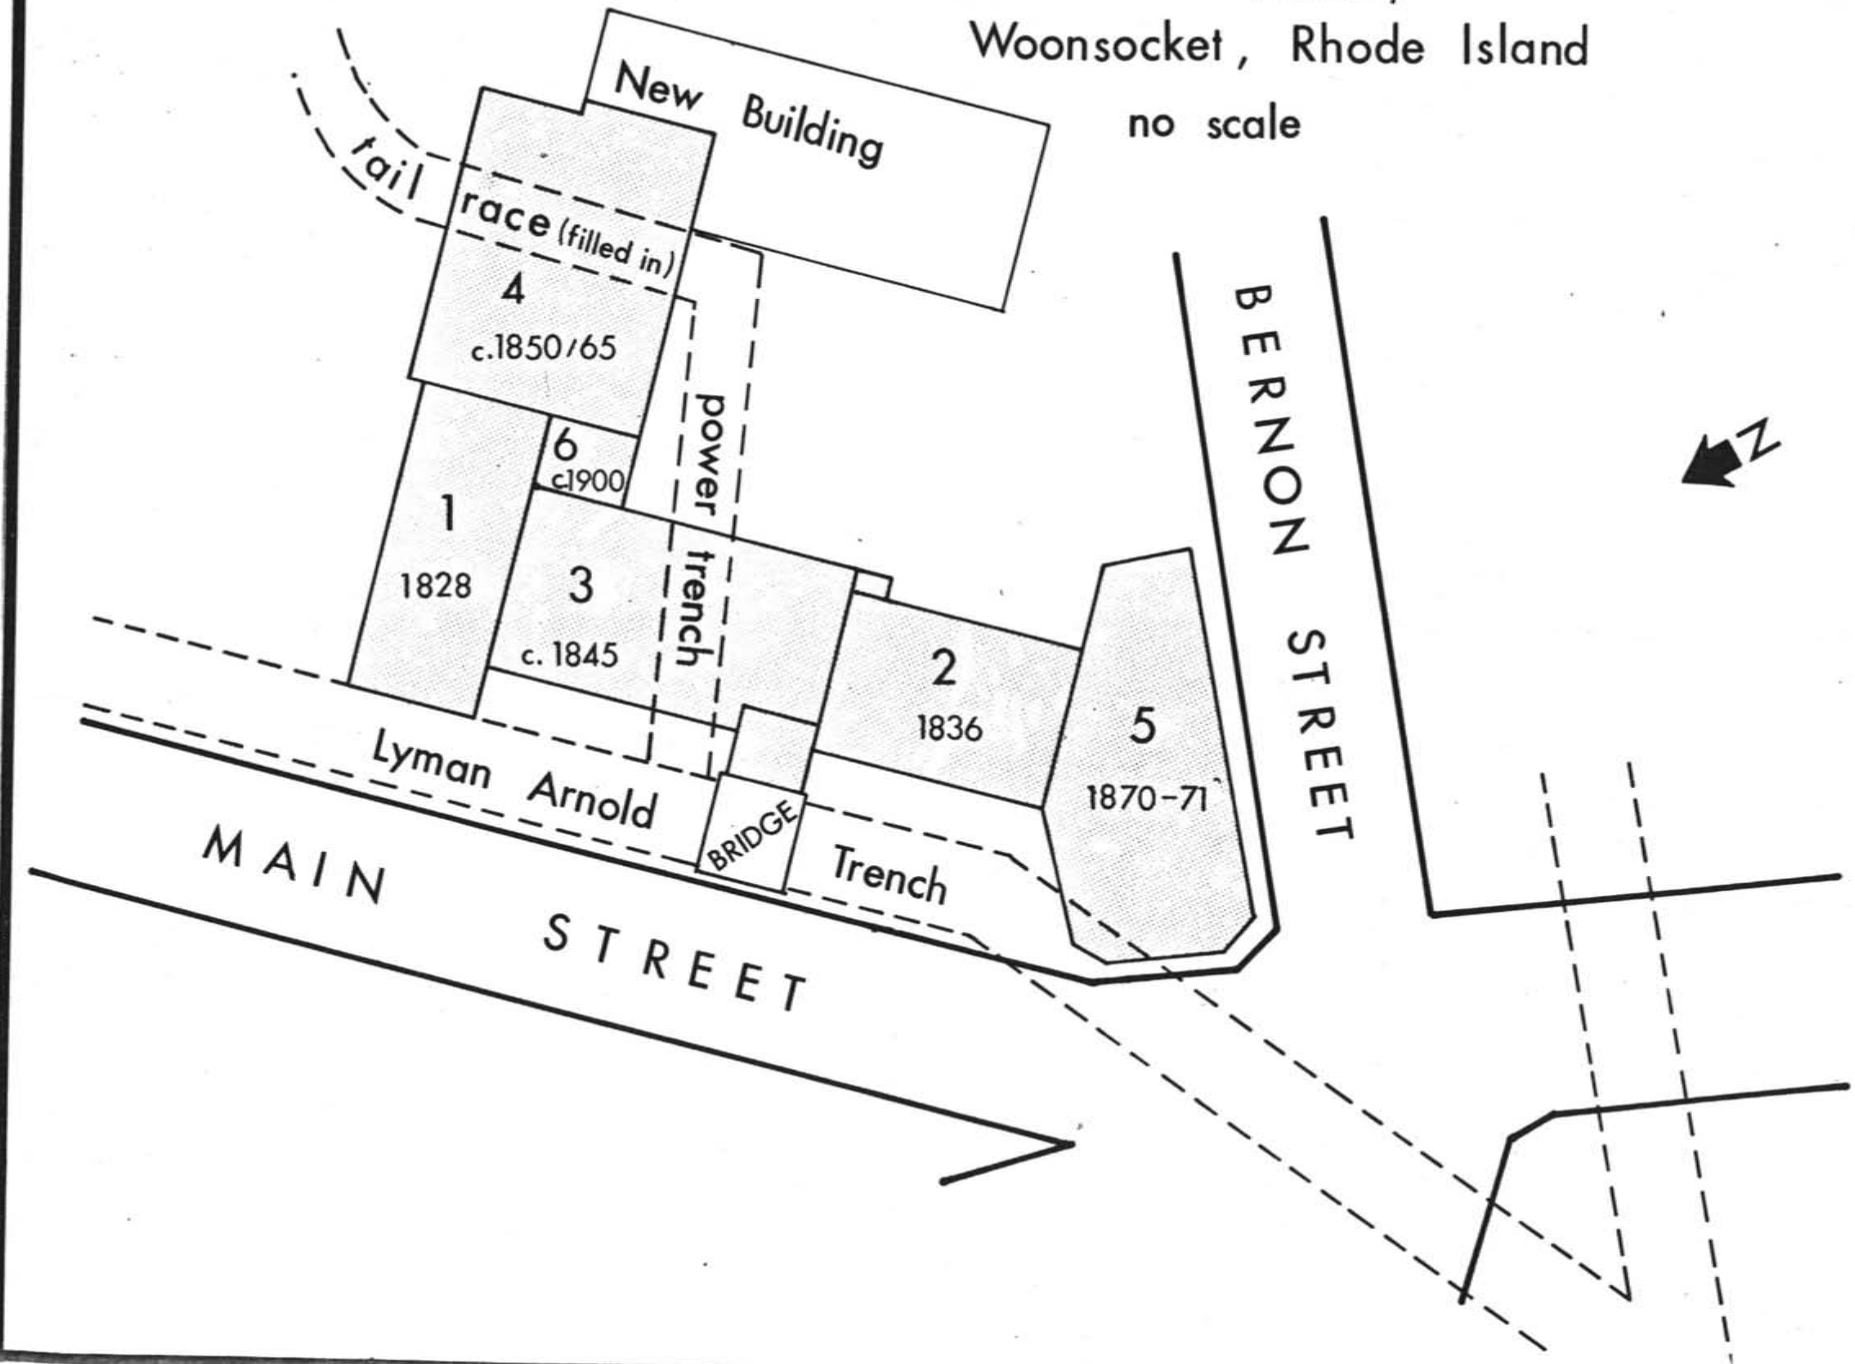 Woonsocket, Rhode Island
no scale
New Building
tail race (filled in)
4
c.1850/65
power trench
6
c1900
1
1828
3
c. 1845
2
1836
5
1870-71
BERNON STREET
N
Lyman Arnold Trench
BRIDGE
MAIN STREET